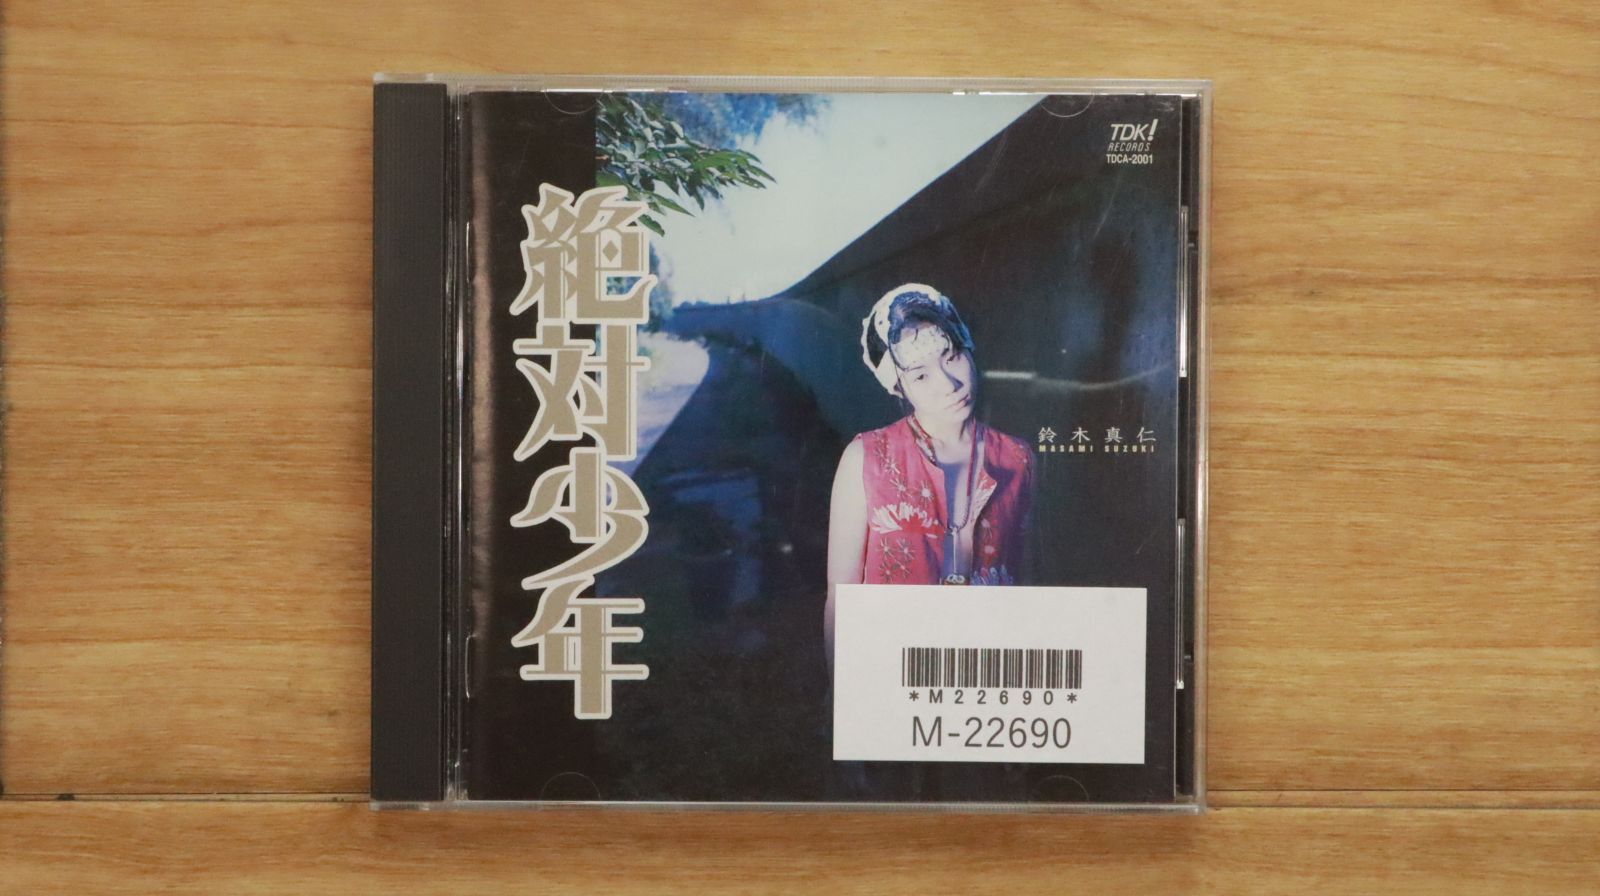 絶対少年
TDK!
RECORDS
TDCA-2001
鈴木真仁
MASAMI SUZUKI
*M22690*
M-22690